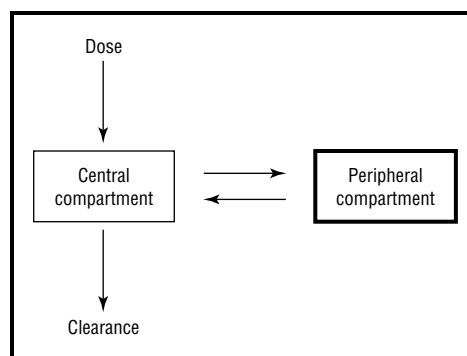 Dose
Central
compartment
Peripheral
compartment
Clearance